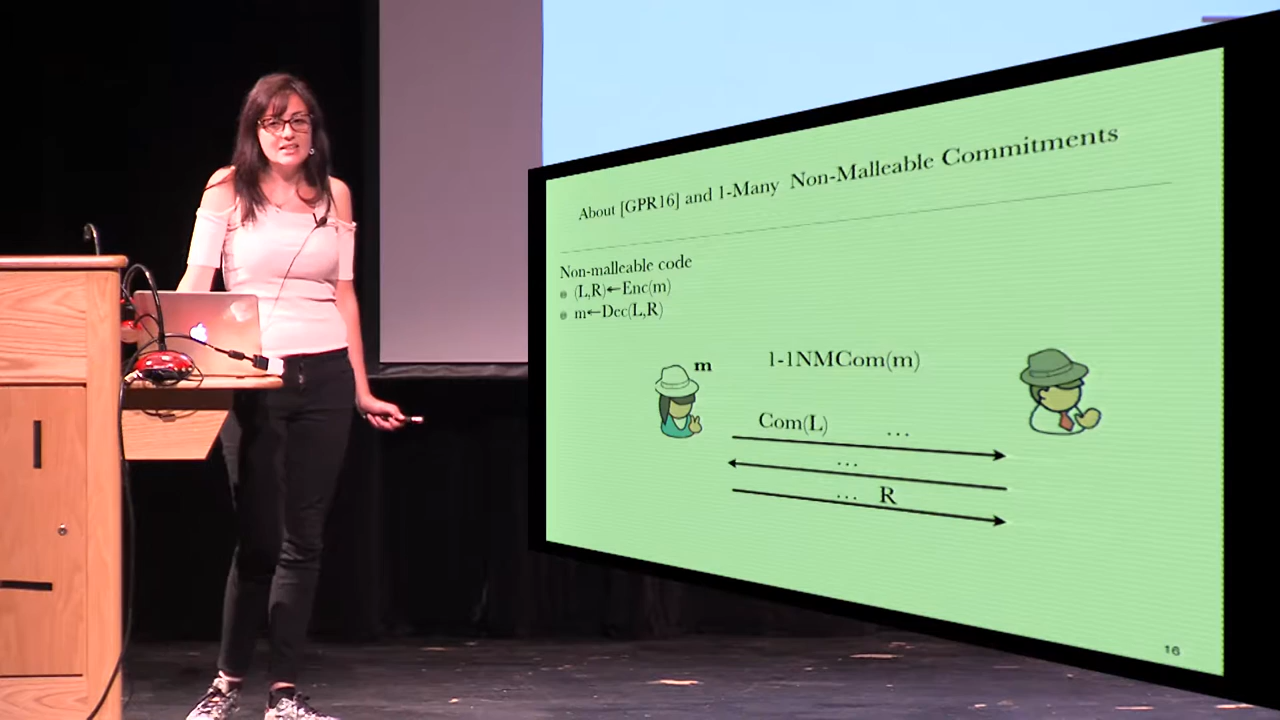 About [GPR16] and 1-Many Non-Malleable Commitments
Non-malleable code
(L,R)←Enc(m)
m←Dec(L,R)
m
1-1NMCom(m)
Com(L) ...
...
... R
16